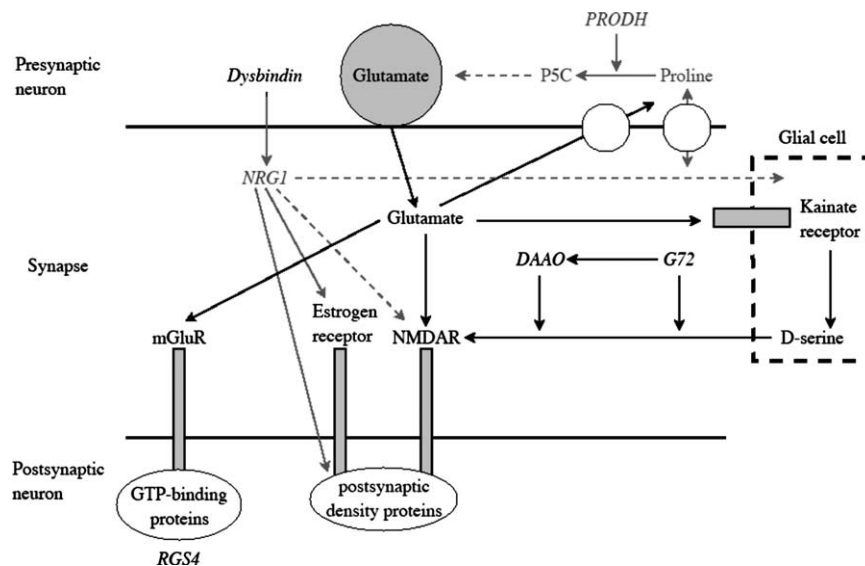 PRODH
Presynaptic
neuron
Dysbindin
Glutamate
P5C
Proline
Glial cell
NRG1
Glutamate
Kainate
receptor
Synapse
DAAO
G72
Estrogen
receptor
mGluR
NMDAR
D-serine
Postsynaptic
neuron
GTP-binding
proteins
postsynaptic
density proteins
RGS4